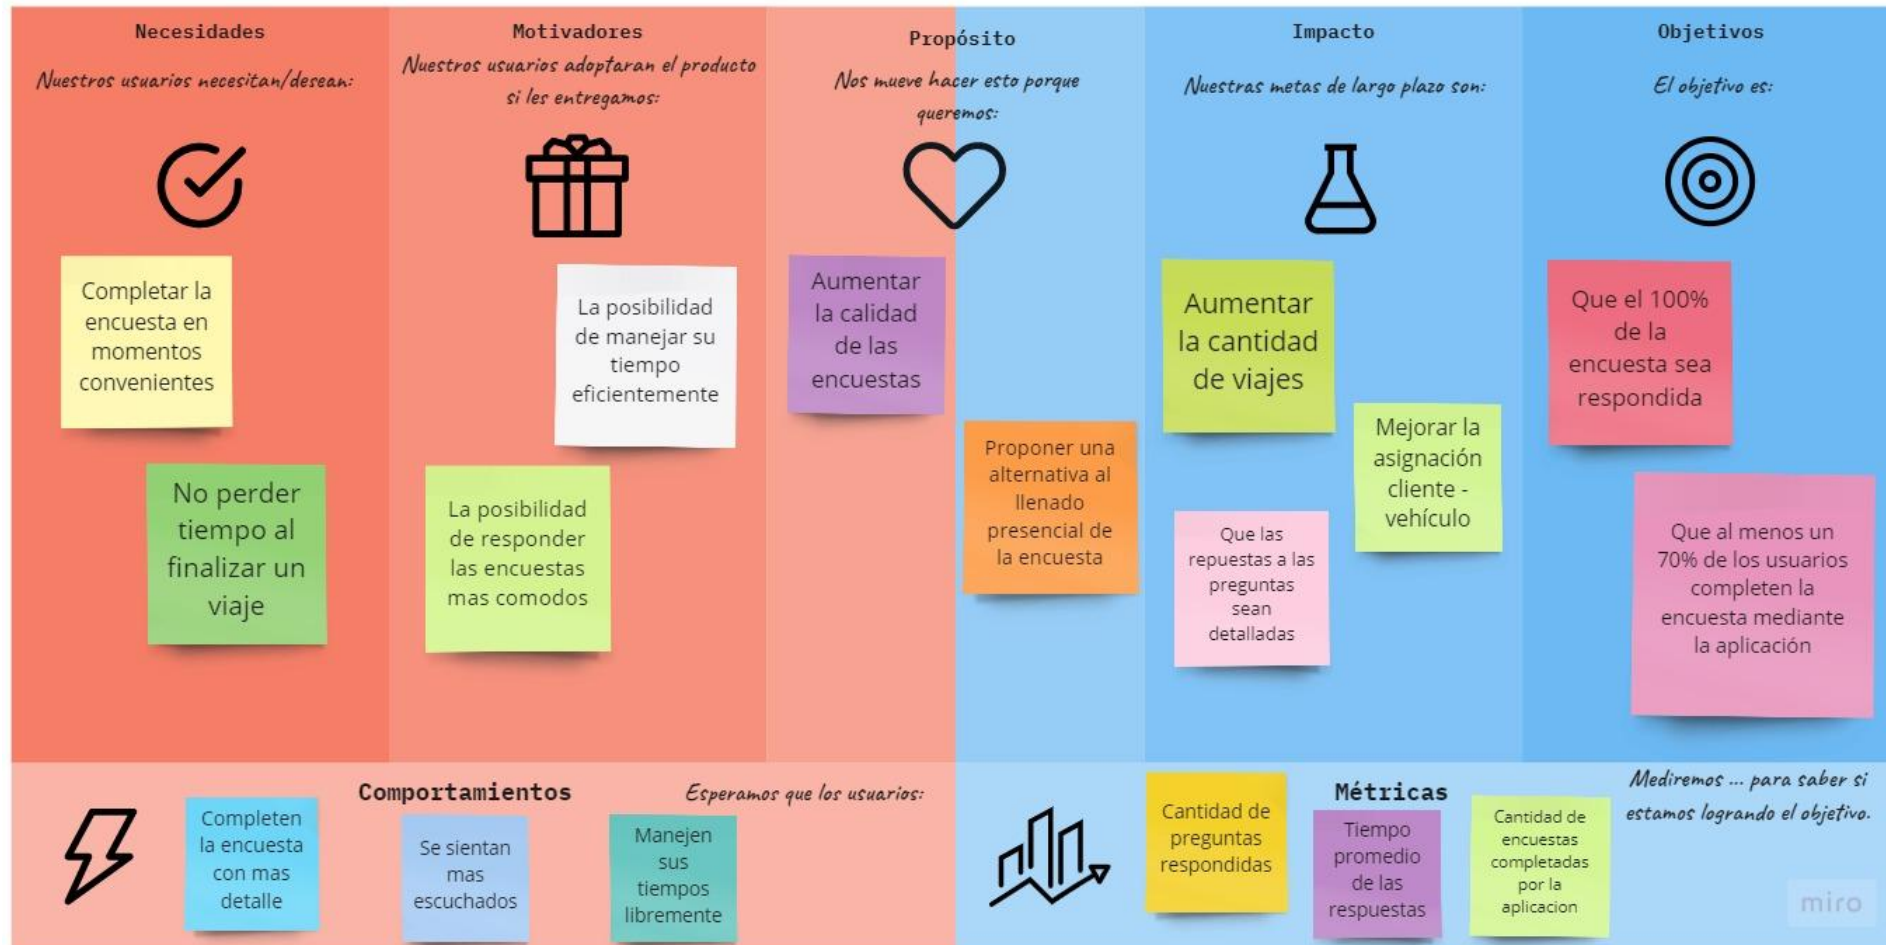 Necesidades
Nuestros usuarios necesitan/desean:
Completar la
encuesta en
momentos
convenientes
No perder
tiempo al
finalizar un
viaje
Motivadores
Nuestros usuarios adoptaran el producto
si les entregamos:
La posibilidad
de manejar su
tiempo
eficientemente
La posibilidad
de responder
las encuestas
mas comodos
Propósito
Nos mueve hacer esto porque
queremos:
Aumentar
la calidad
de las
encuestas
Proponer una
alternativa al
llenado
presencial de
la encuesta
Impacto
Nuestras metas de largo plazo son:
Aumentar
la cantidad
de viajes
Mejorar la
asignación
cliente -
vehículo
Que las
repuestas a las
preguntas
sean
detalladas
Objetivos
El objetivo es:
Que el 100%
de la
encuesta sea
respondida
Que al menos un
70% de los usuarios
completen la
encuesta mediante
la aplicación
Comportamientos
Esperamos que los usuarios:
Completen
la encuesta
con mas
detalle
Se sientan
mas
escuchados
Manejen
sus
tiempos
libremente
Métricas
Mediremos ... para saber si
estamos logrando el objetivo.
Cantidad de
preguntas
respondidas
Tiempo
promedio
de las
respuestas
Cantidad de
encuestas
completadas
por la
aplicacion
miro